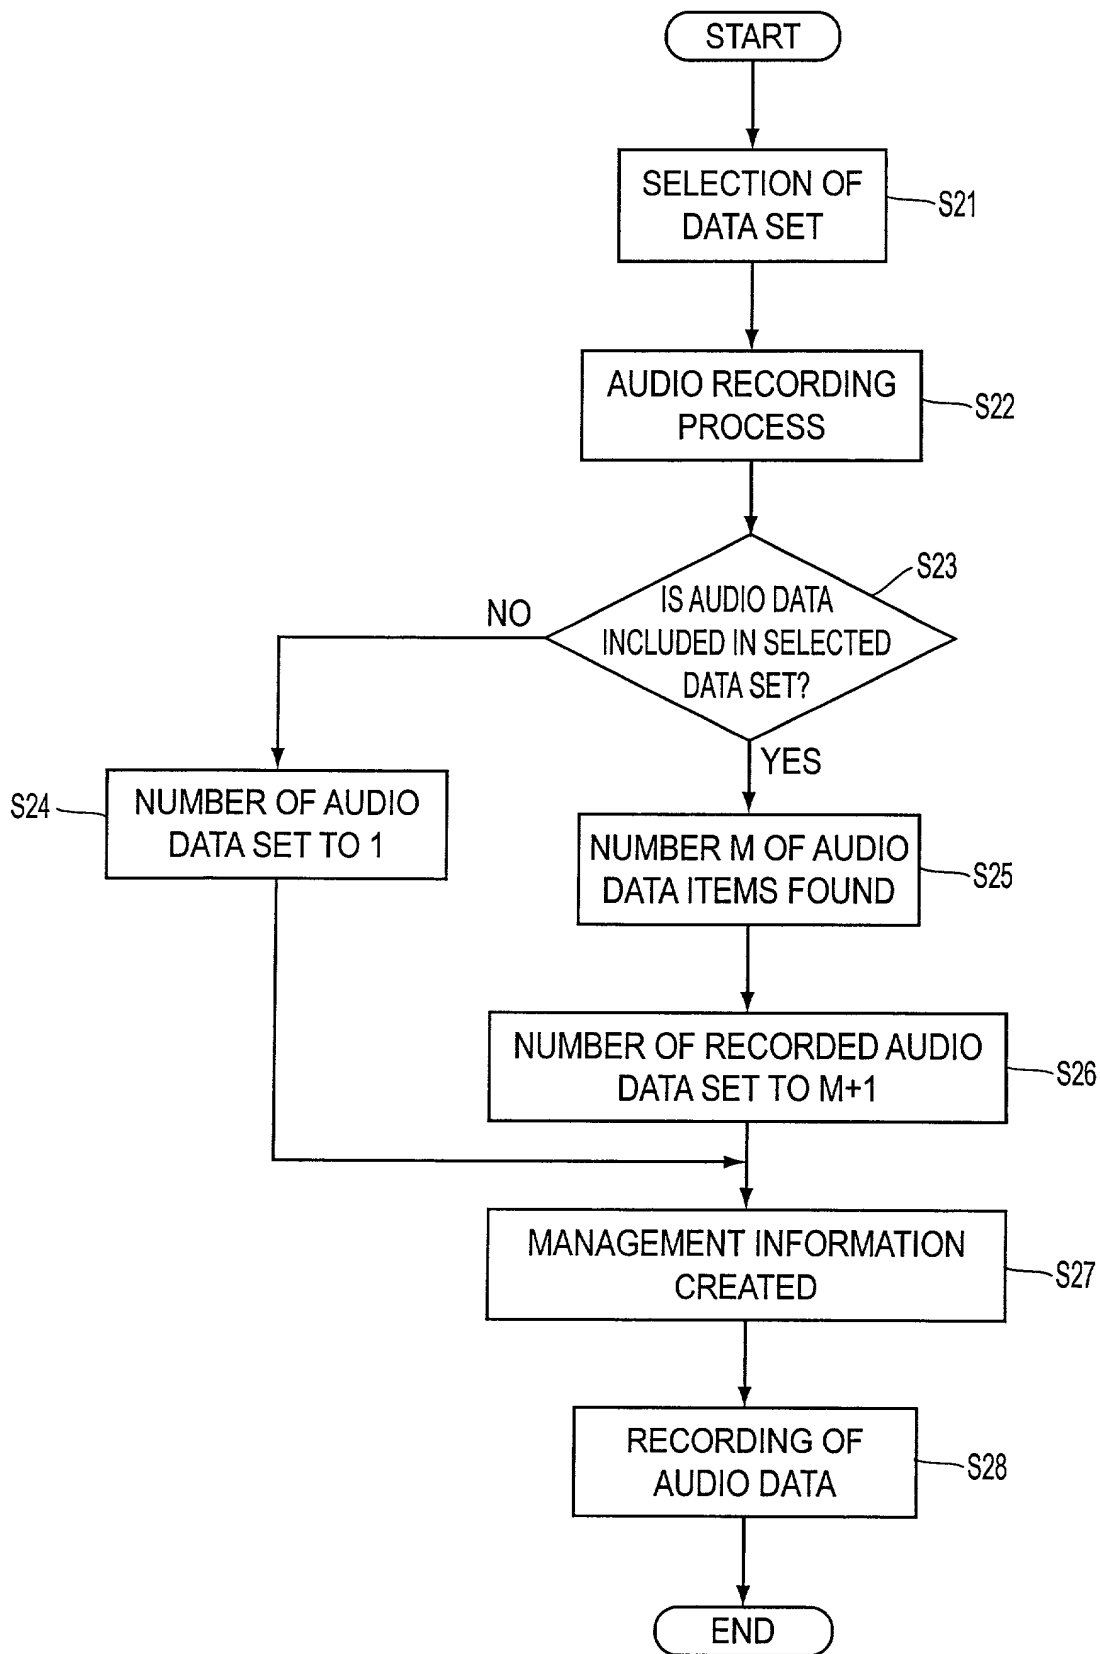 START
SELECTION OF
DATA SET
S21
AUDIO RECORDING
PROCESS
S22
S23
IS AUDIO DATA
INCLUDED IN SELECTED
DATA SET?
NO
YES
S24
NUMBER OF AUDIO
DATA SET TO 1
NUMBER M OF AUDIO
DATA ITEMS FOUND
S25
NUMBER OF RECORDED AUDIO
DATA SET TO M+1
S26
MANAGEMENT INFORMATION
CREATED
S27
RECORDING OF
AUDIO DATA
S28
END